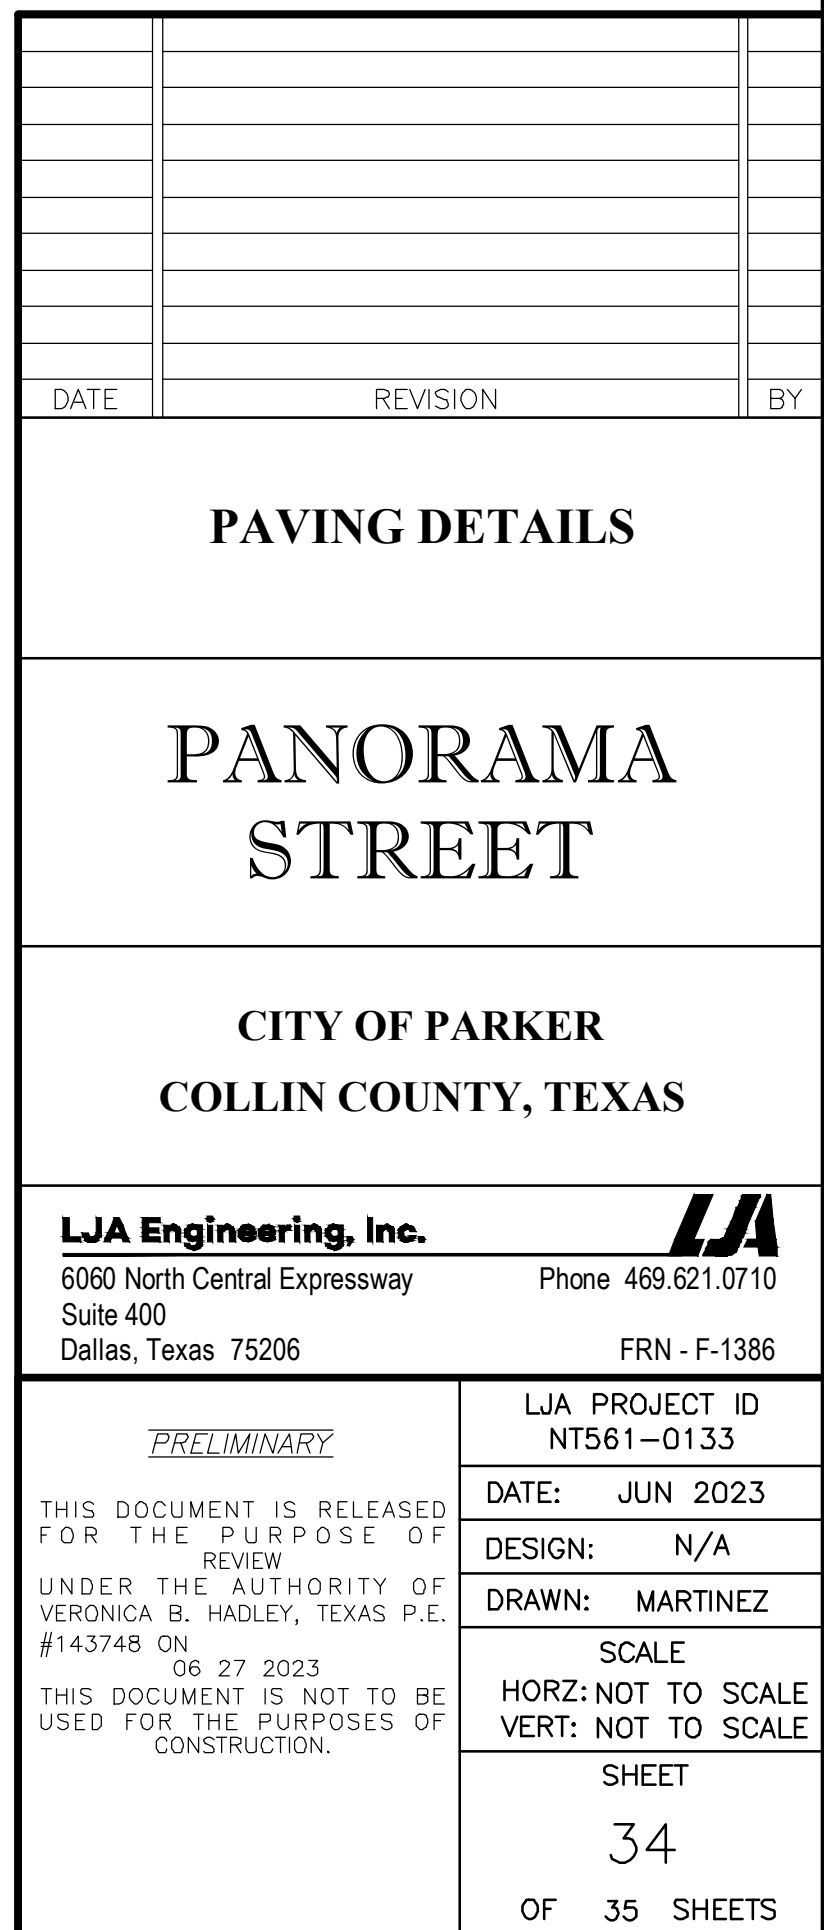 DATE REVISION BY
PAVING DETAILS
PANORAMA
STREET
CITY OF PARKER
COLLIN COUNTY, TEXAS
LJA Engineering, Inc. LJA
6060 North Central Expressway Phone 469.621.0710
Suite 400
Dallas, Texas 75206 FRN - F-1386
PRELIMINARY
THIS DOCUMENT IS RELEASED
FOR THE PURPOSE OF
REVIEW
UNDER THE AUTHORITY OF
VERONICA B. HADLEY, TEXAS P.E.
#143748 ON
06 27 2023
THIS DOCUMENT IS NOT TO BE
USED FOR THE PURPOSES OF
CONSTRUCTION.
LJA PROJECT ID
NT561-0133
DATE: JUN 2023
DESIGN: N/A
DRAWN: MARTINEZ
SCALE
HORZ: NOT TO SCALE
VERT: NOT TO SCALE
SHEET
34
OF 35 SHEETS